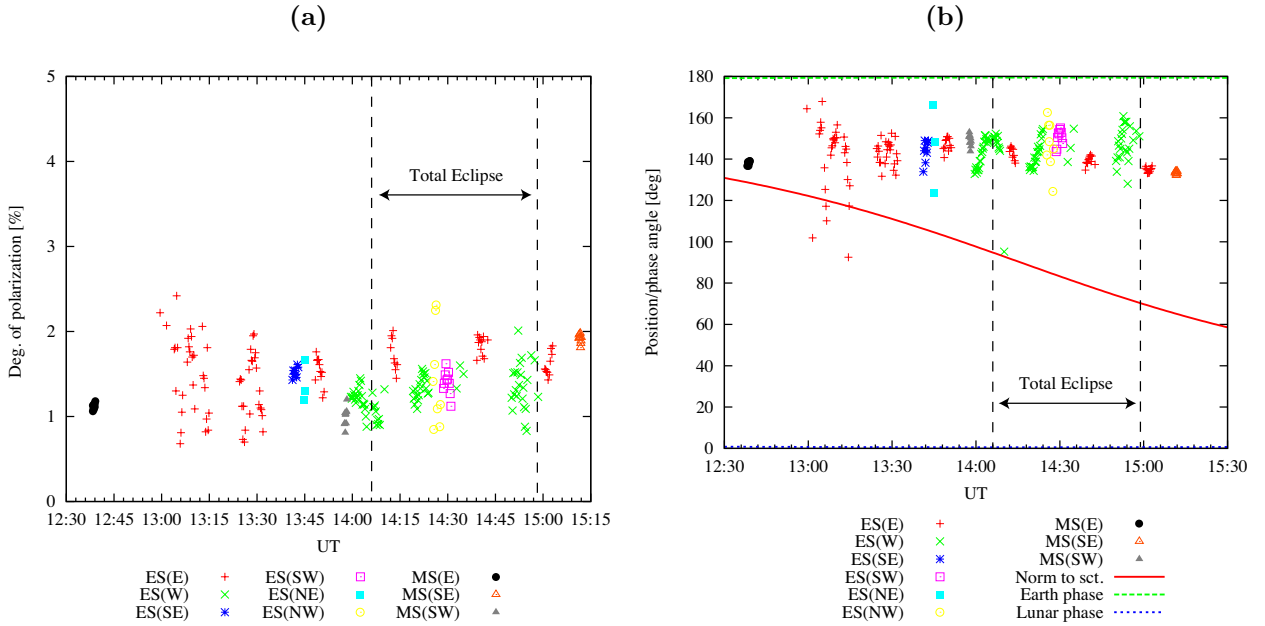 (a)
(b)
Deg. of polarization [%]
5
4
3
2
1
0
Total Eclipse
12:30 12:45 13:00 13:15 13:30 13:45 14:00 14:15 14:30 14:45 15:00 15:15
UT
ES(E) ES(SW) MS(E)
ES(W) ES(NE) MS(SE)
ES(SE) ES(NW) MS(SW)
Position/phase angle [deg]
180
160
140
120
100
80
60
40
20
0
Total Eclipse
12:30 13:00 13:30 14:00 14:30 15:00 15:30
UT
ES(E) MS(E)
ES(W) MS(SE)
ES(SE) MS(SW)
ES(SW) Norm to sct.
ES(NE) Earth phase
ES(NW) Lunar phase